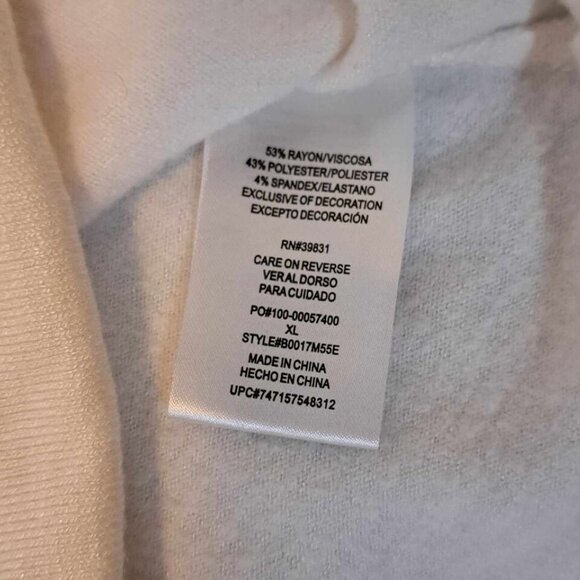 53% RAYON/VISCOSA
43% POLYESTER/POLIESTER
4% SPANDEX/ELASTANO
EXCLUSIVE OF DECORATION
EXCEPTO DECORACIÓN
RN#39831
CARE ON REVERSE
VER AL DORSO
PARA CUIDADO
PO#100-00057400
XL
STYLE#B0017M55E
MADE IN CHINA
HECHO EN CHINA
UPC#747157548312